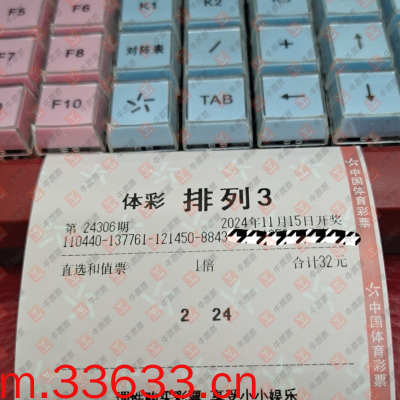 F5 F6 K1 K2
F7 F8 对阵表 / + ↑
F9 F10 TAB ← ↓
体彩 排列3
第 24306期 2024年11月15日开奖
110440-137761-121450-8843
直选和值票 1倍 合计32元
2 24
中国体育彩票
中国体育彩票
m.33633.cn